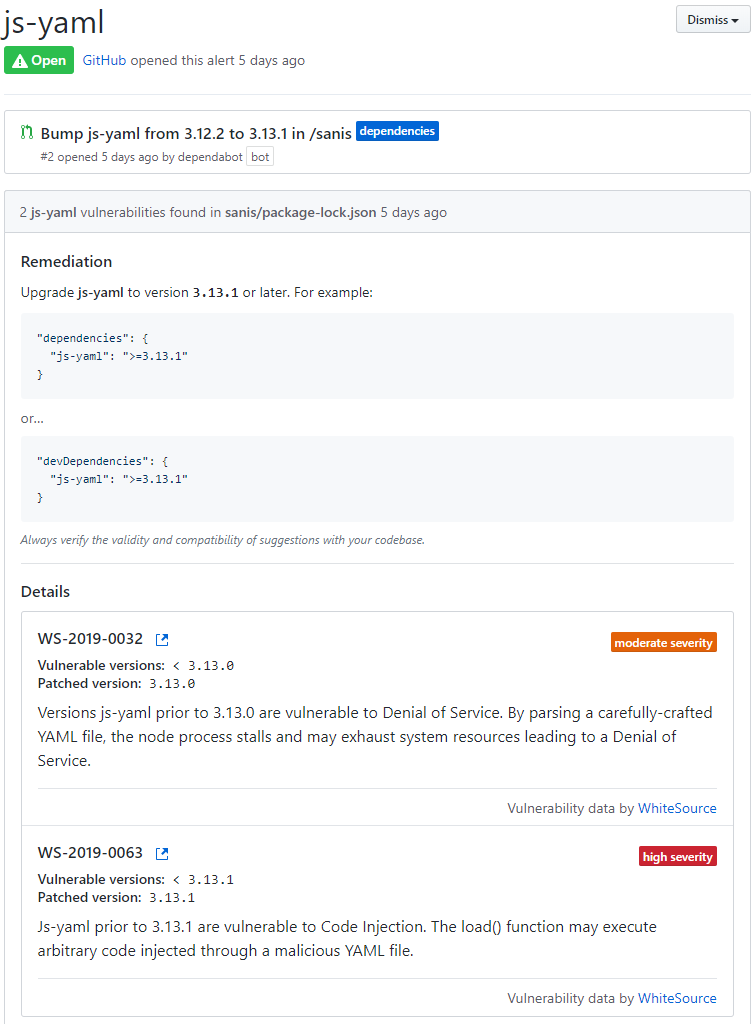 js-yaml
Dismiss
Open GitHub opened this alert 5 days ago
Bump js-yaml from 3.12.2 to 3.13.1 in /sanis dependencies
#2 opened 5 days ago by dependabot bot
2 js-yaml vulnerabilities found in sanis/package-lock.json 5 days ago
Remediation
Upgrade js-yaml to version 3.13.1 or later. For example:
"dependencies": {
  "js-yaml": ">=3.13.1"
}
or...
"devDependencies": {
  "js-yaml": ">=3.13.1"
}
Always verify the validity and compatibility of suggestions with your codebase.
Details
WS-2019-0032 moderate severity
Vulnerable versions: < 3.13.0
Patched version: 3.13.0
Versions js-yaml prior to 3.13.0 are vulnerable to Denial of Service. By parsing a carefully-crafted
YAML file, the node process stalls and may exhaust system resources leading to a Denial of
Service.
Vulnerability data by WhiteSource
WS-2019-0063 high severity
Vulnerable versions: < 3.13.1
Patched version: 3.13.1
Js-yaml prior to 3.13.1 are vulnerable to Code Injection. The load() function may execute
arbitrary code injected through a malicious YAML file.
Vulnerability data by WhiteSource